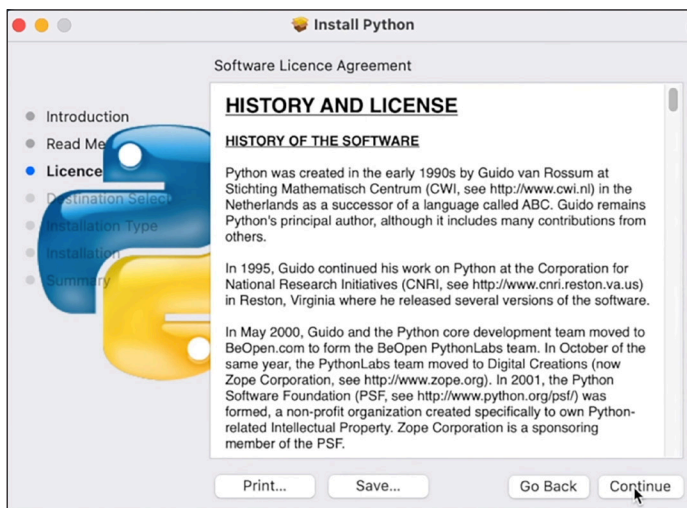 Install Python
Software Licence Agreement
Introduction
Read Me
Licence
Destination Select
Installation Type
Installation
Summary
HISTORY AND LICENSE
HISTORY OF THE SOFTWARE
Python was created in the early 1990s by Guido van Rossum at
Stichting Mathematisch Centrum (CWI, see http://www.cwi.nl) in the
Netherlands as a successor of a language called ABC. Guido remains
Python's principal author, although it includes many contributions from
others.
In 1995, Guido continued his work on Python at the Corporation for
National Research Initiatives (CNRI, see http://www.cnri.reston.va.us)
in Reston, Virginia where he released several versions of the software.
In May 2000, Guido and the Python core development team moved to
BeOpen.com to form the BeOpen PythonLabs team. In October of the
same year, the PythonLabs team moved to Digital Creations (now
Zope Corporation, see http://www.zope.org). In 2001, the Python
Software Foundation (PSF, see http://www.python.org/psf/) was
formed, a non-profit organization created specifically to own Python-
related Intellectual Property. Zope Corporation is a sponsoring
member of the PSF.
Print...
Save...
Go Back
Continue